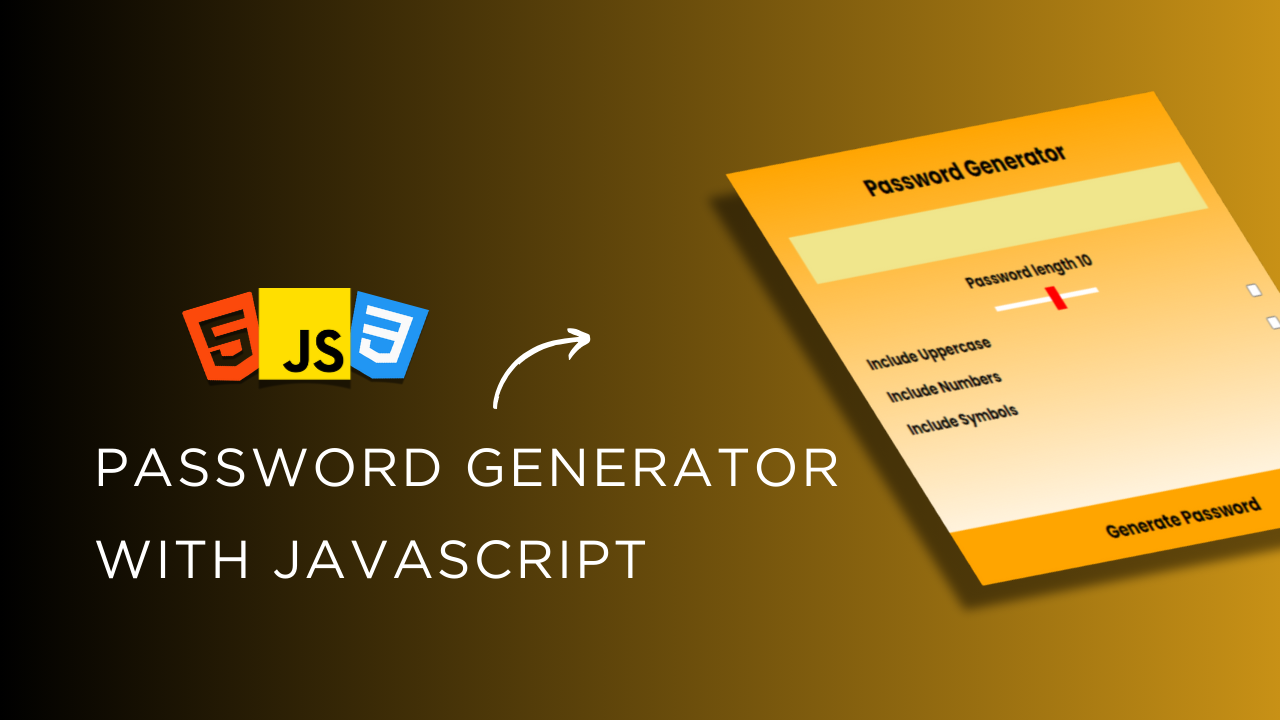 JS
PASSWORD GENERATOR
WITH JAVASCRIPT
Password Generator
Password length 10
Include Uppercase
Include Numbers
Include Symbols
Generate Password